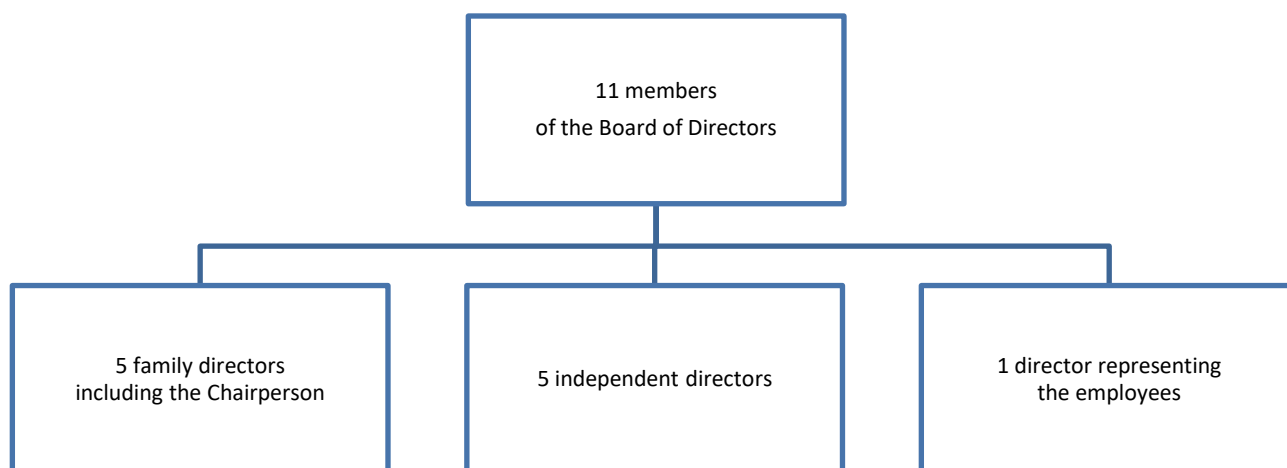 11 members
of the Board of Directors
5 family directors
including the Chairperson
5 independent directors
1 director representing
the employees